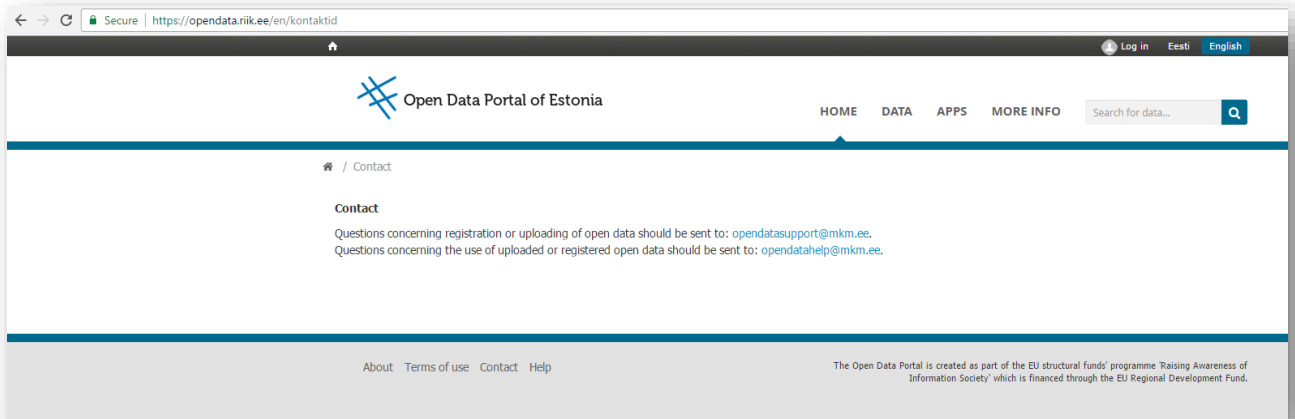 Secure | https://opendata.riik.ee/en/kontaktid
Log in Eesti English
Open Data Portal of Estonia
HOME DATA APPS MORE INFO Search for data...
/ Contact
Contact
Questions concerning registration or uploading of open data should be sent to: opendatasupport@mkm.ee.
Questions concerning the use of uploaded or registered open data should be sent to: opendatahelp@mkm.ee.
About Terms of use Contact Help
The Open Data Portal is created as part of the EU structural funds' programme 'Raising Awareness of
Information Society' which is financed through the EU Regional Development Fund.